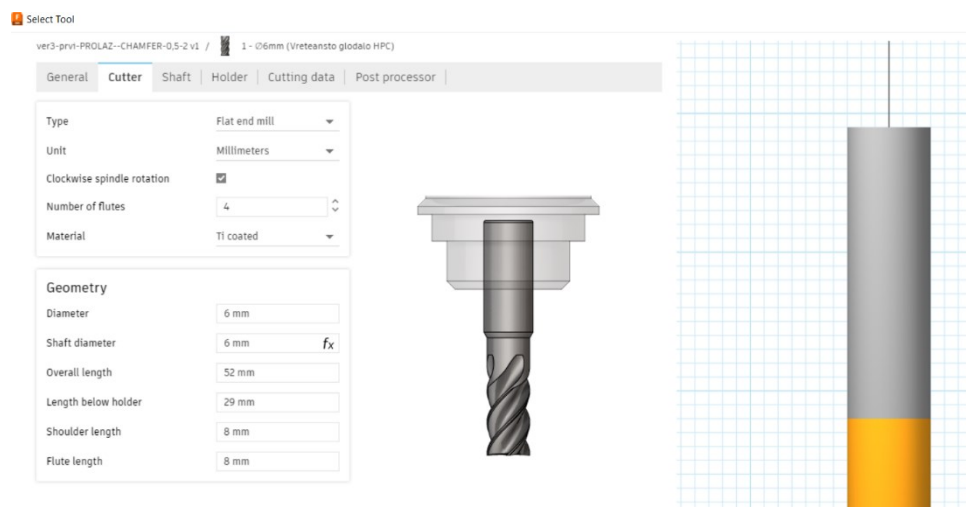 Select Tool
ver3-prvi-PROLAZ--CHAMFER-0,5-2 v1 / 1 - Ø6mm (Vreteansto glodalo HPC)
General Cutter Shaft Holder Cutting data Post processor
Type Flat end mill
Unit Millimeters
Clockwise spindle rotation
Number of flutes 4
Material Ti coated
Geometry
Diameter 6 mm
Shaft diameter 6 mm fx
Overall length 52 mm
Length below holder 29 mm
Shoulder length 8 mm
Flute length 8 mm